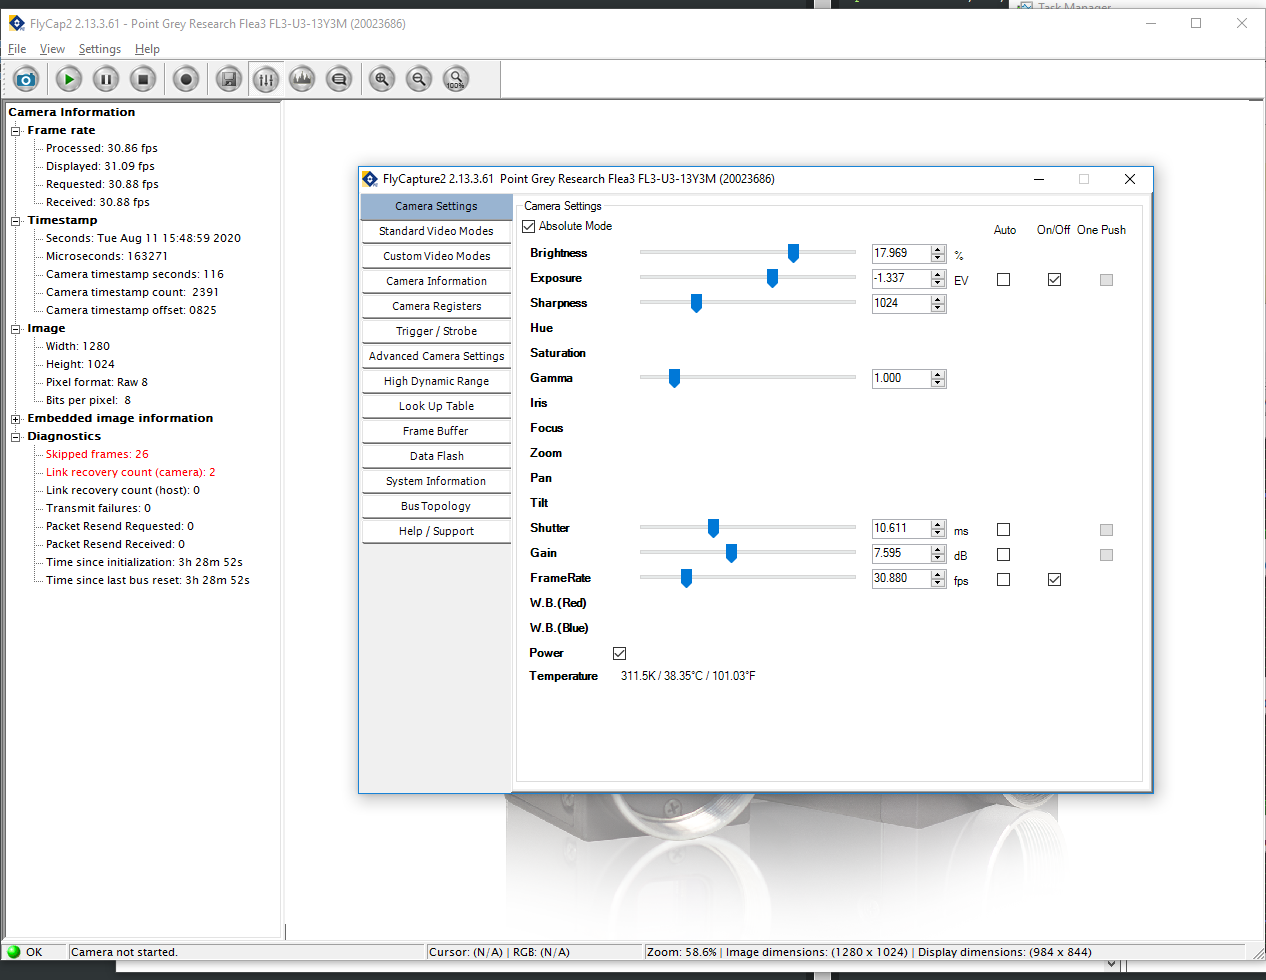 Task Manager
FlyCap2 2.13.3.61 - Point Grey Research Flea3 FL3-U3-13Y3M (20023686)
File View Settings Help
100%
Camera Information
Frame rate
Processed: 30.86 fps
Displayed: 31.09 fps
Requested: 30.88 fps
Received: 30.88 fps
Timestamp
Seconds: Tue Aug 11 15:48:59 2020
Microseconds: 163271
Camera timestamp seconds: 116
Camera timestamp count: 2391
Camera timestamp offset: 0825
Image
Width: 1280
Height: 1024
Pixel format: Raw 8
Bits per pixel: 8
Embedded image information
Diagnostics
Skipped frames: 26
Link recovery count (camera): 2
Link recovery count (host): 0
Transmit failures: 0
Packet Resend Requested: 0
Packet Resend Received: 0
Time since initialization: 3h 28m 52s
Time since last bus reset: 3h 28m 52s
FlyCapture2 2.13.3.61 Point Grey Research Flea3 FL3-U3-13Y3M (20023686)
Camera Settings
Standard Video Modes
Custom Video Modes
Camera Information
Camera Registers
Trigger / Strobe
Advanced Camera Settings
High Dynamic Range
Look Up Table
Frame Buffer
Data Flash
System Information
Bus Topology
Help / Support
Camera Settings
Absolute Mode
Auto On/Off One Push
Brightness 17.969 %
Exposure -1.337 EV
Sharpness 1024
Hue
Saturation
Gamma 1.000
Iris
Focus
Zoom
Pan
Tilt
Shutter 10.611 ms
Gain 7.595 dB
FrameRate 30.880 fps
W.B.(Red)
W.B.(Blue)
Power
Temperature 311.5K / 38.35°C / 101.03°F
OK Camera not started. Cursor: (N/A) | RGB: (N/A) Zoom: 58.6% | Image dimensions: (1280 x 1024) | Display dimensions: (984 x 844)